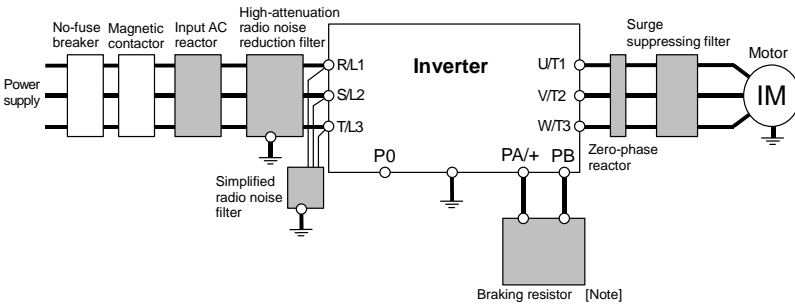 No-fuse
breaker
Magnetic
contactor
Input AC
reactor
High-attenuation
radio noise
reduction filter
Power
supply
R/L1
S/L2
T/L3
Inverter
U/T1
V/T2
W/T3
Surge
suppressing filter
Motor
IM
Zero-phase
reactor
P0
PA/+
PB
Simplified
radio noise
filter
Braking resistor [Note]